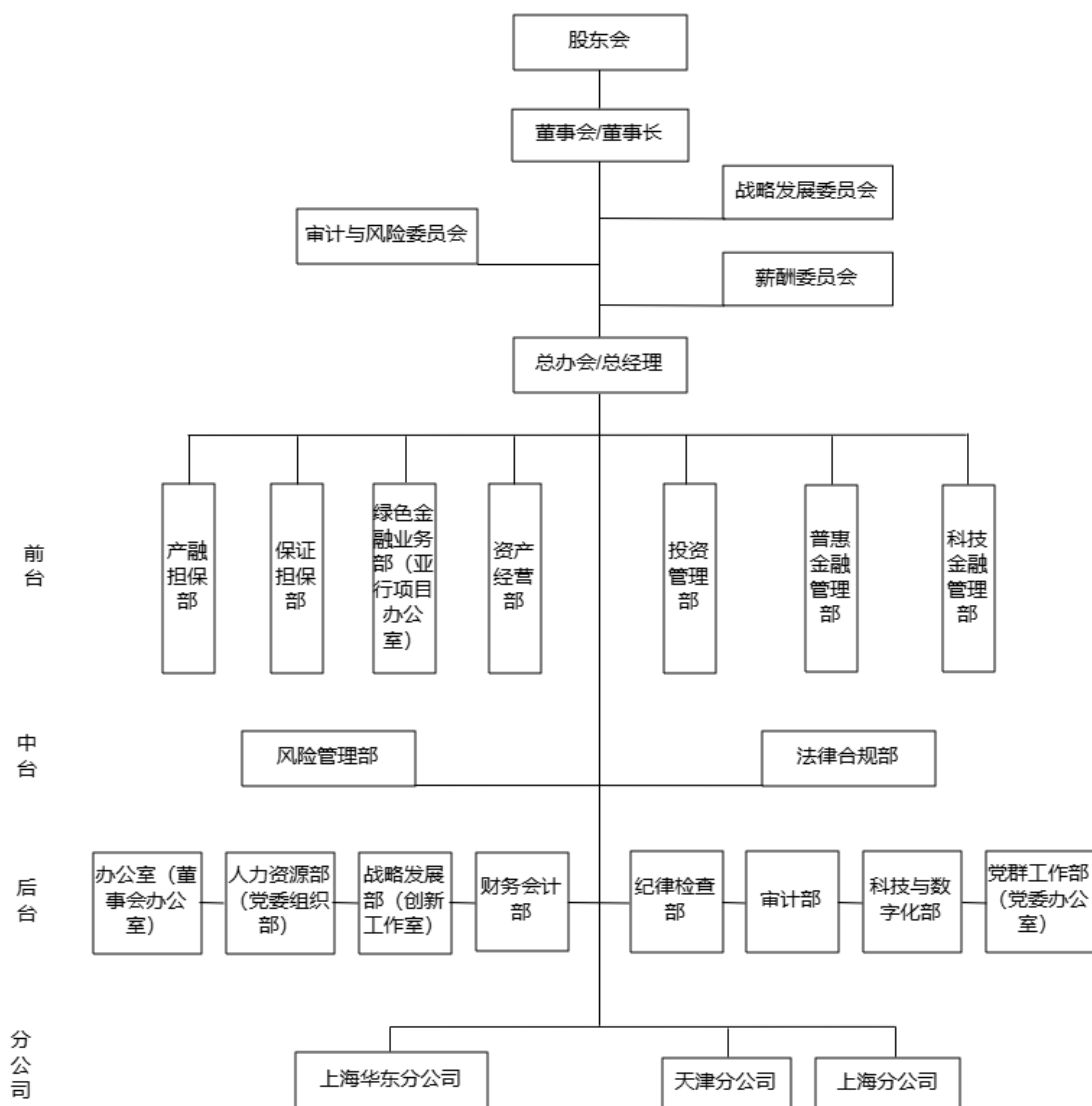 股东会
董事会/董事长
战略发展委员会
审计与风险委员会
薪酬委员会
总办会/总经理
前
台
产融
担保
部
保证
担保
部
绿色金
融业务
部（亚
行项目
办公
室）
资产
经营
部
投资
管理
部
普惠
金融
管理
部
科技
金融
管理
部
中
台
风险管理部
法律合规部
后
台
办公室（董
事会办公
室）
人力资源部
（党委组织
部）
战略发展
部（创新
工作室）
财务会计
部
纪律检查
部
审计部
科技与数
字化部
党群工作部
（党委办公
室）
分
公
司
上海华东分公司
天津分公司
上海分公司